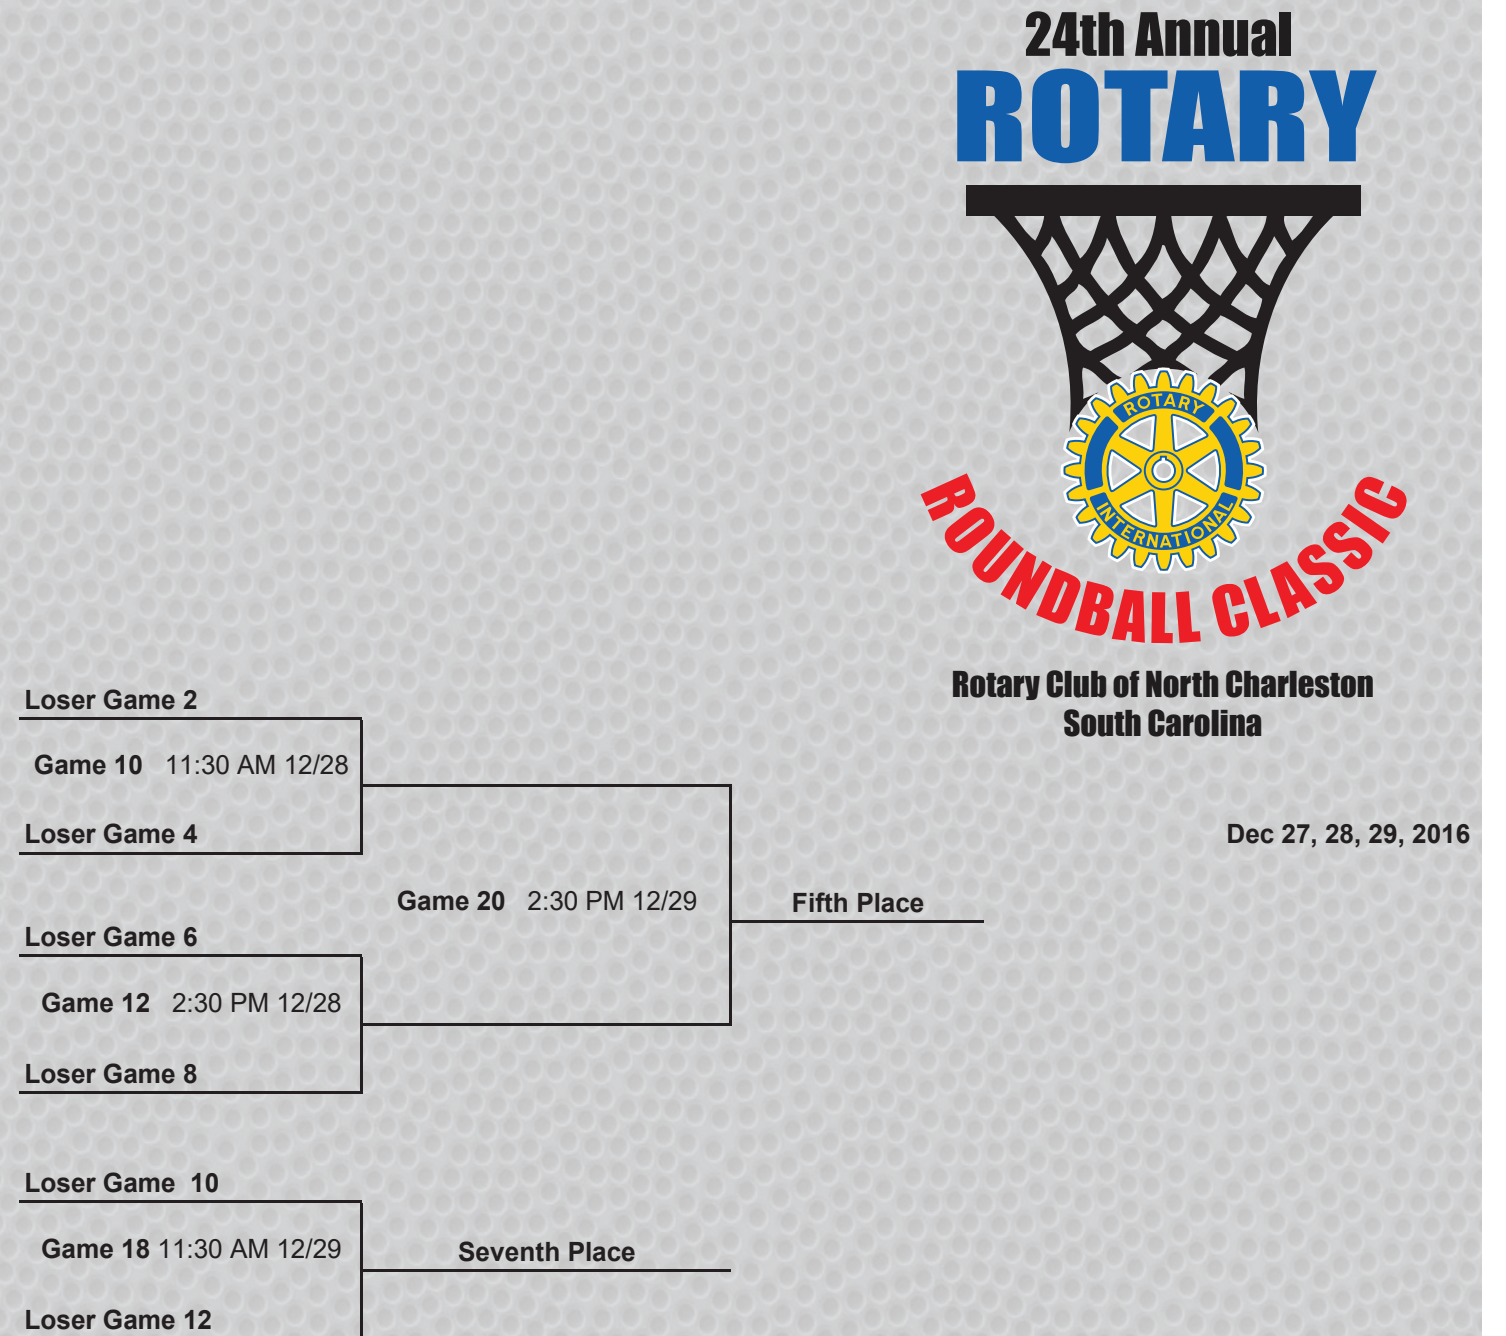 24th Annual
ROTARY
ROTARY
INTERNATIONAL
ROUNDBALL CLASSIC
Rotary Club of North Charleston
South Carolina
Dec 27, 28, 29, 2016
Loser Game 2
Game 10 11:30 AM 12/28
Loser Game 4
Game 20 2:30 PM 12/29
Fifth Place
Loser Game 6
Game 12 2:30 PM 12/28
Loser Game 8
Loser Game 10
Game 18 11:30 AM 12/29
Seventh Place
Loser Game 12